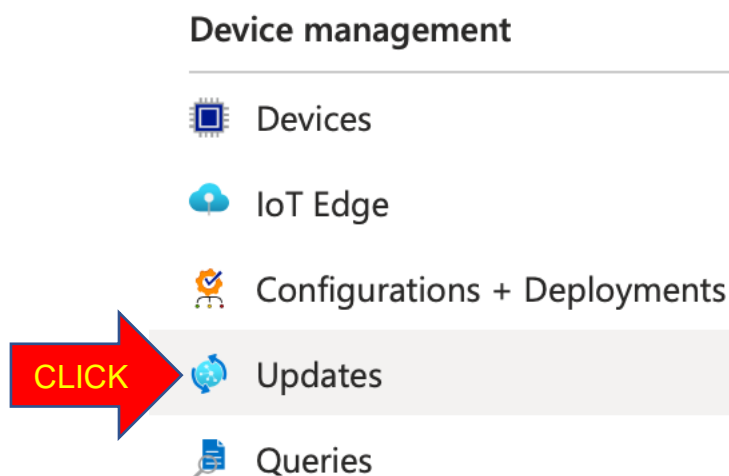 Device management
Devices
IoT Edge
Configurations + Deployments
CLICK
Updates
Queries